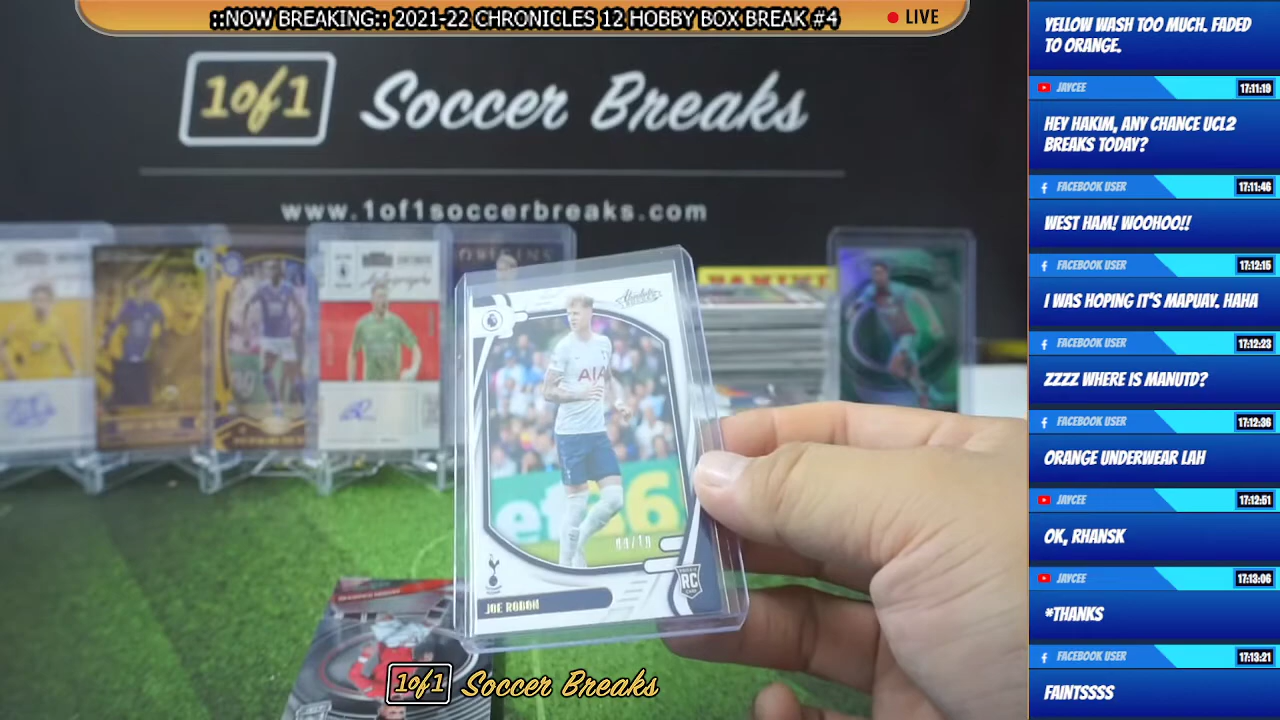 ::NOW BREAKING:: 2021-22 CHRONICLES 12 HOBBY BOX BREAK #4
LIVE
1of1 Soccer Breaks
www.1of1soccerbreaks.com
ORIGINS
PANINI
Absolute
AIA
JOE RODON
RC
1of1 Soccer Breaks
YELLOW WASH TOO MUCH. FADED
TO ORANGE.
JAYCEE 17:11:19
HEY HAKIM, ANY CHANCE UCL2
BREAKS TODAY?
FACEBOOK USER 17:11:46
WEST HAM! WOOHOO!!
FACEBOOK USER 17:12:15
I WAS HOPING IT'S MAPUAY. HAHA
FACEBOOK USER 17:12:23
ZZZZ WHERE IS MANUTD?
FACEBOOK USER 17:12:36
ORANGE UNDERWEAR LAH
JAYCEE 17:12:51
OK, RHANSK
JAYCEE 17:13:06
*THANKS
FACEBOOK USER 17:13:21
FAINTSSSS